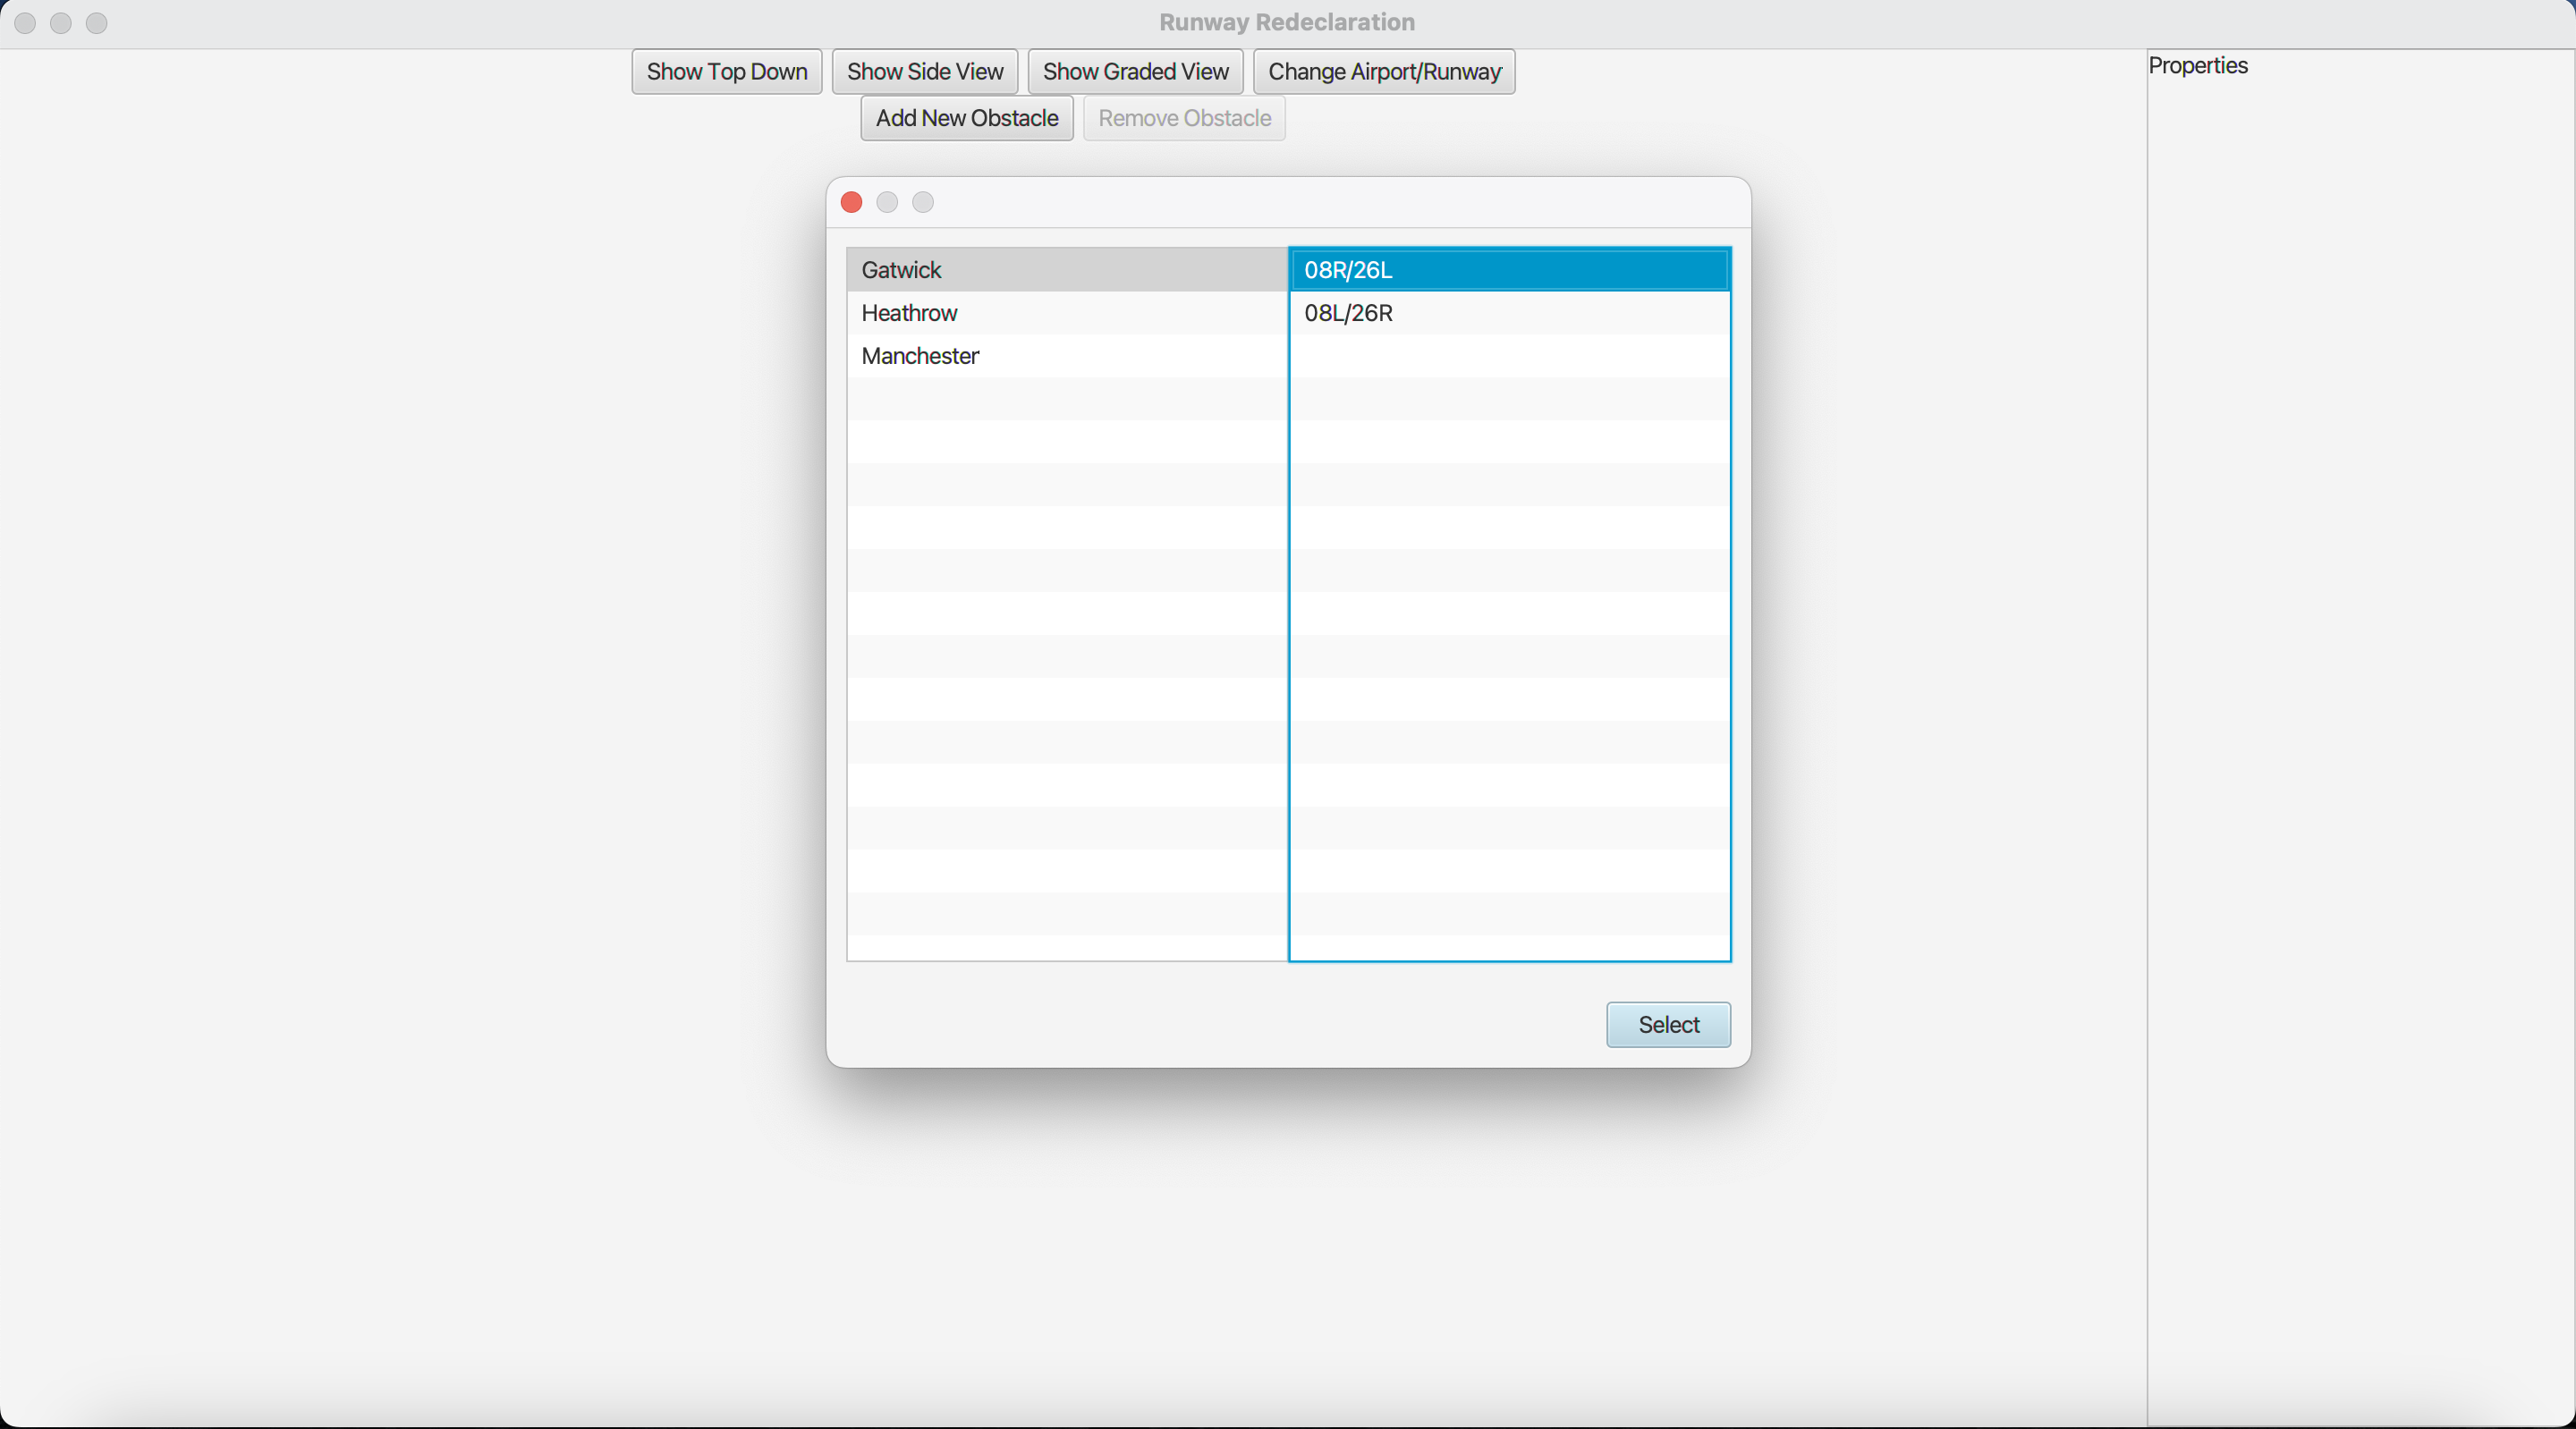 Runway Redeclaration
Show Top Down
Show Side View
Show Graded View
Change Airport/Runway
Add New Obstacle
Remove Obstacle
Properties
Gatwick
Heathrow
Manchester
08R/26L
08L/26R
Select